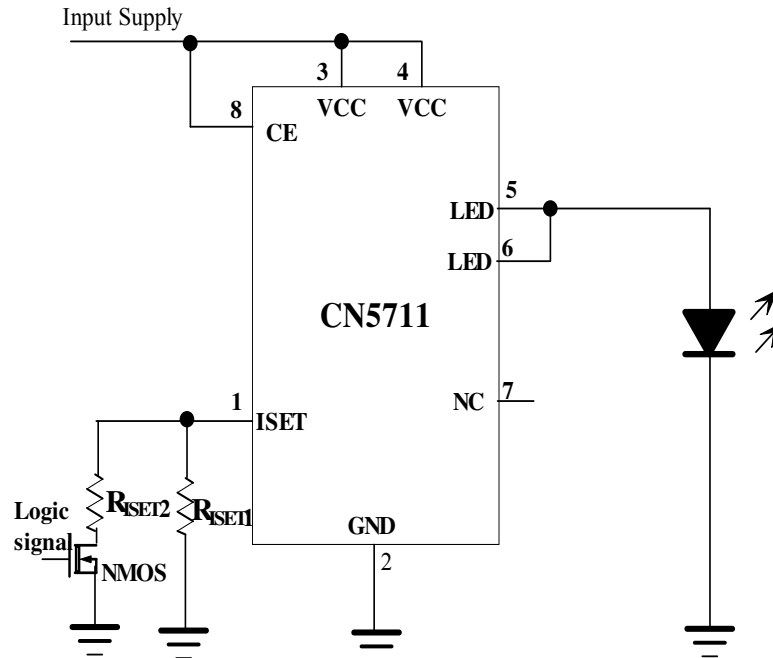 Input Supply
3
4
VCC
VCC
8
CE
5
LED
6
LED
CN5711
1
ISET
7
NC
RISET2
RISET1
Logic
signal
NMOS
GND
2